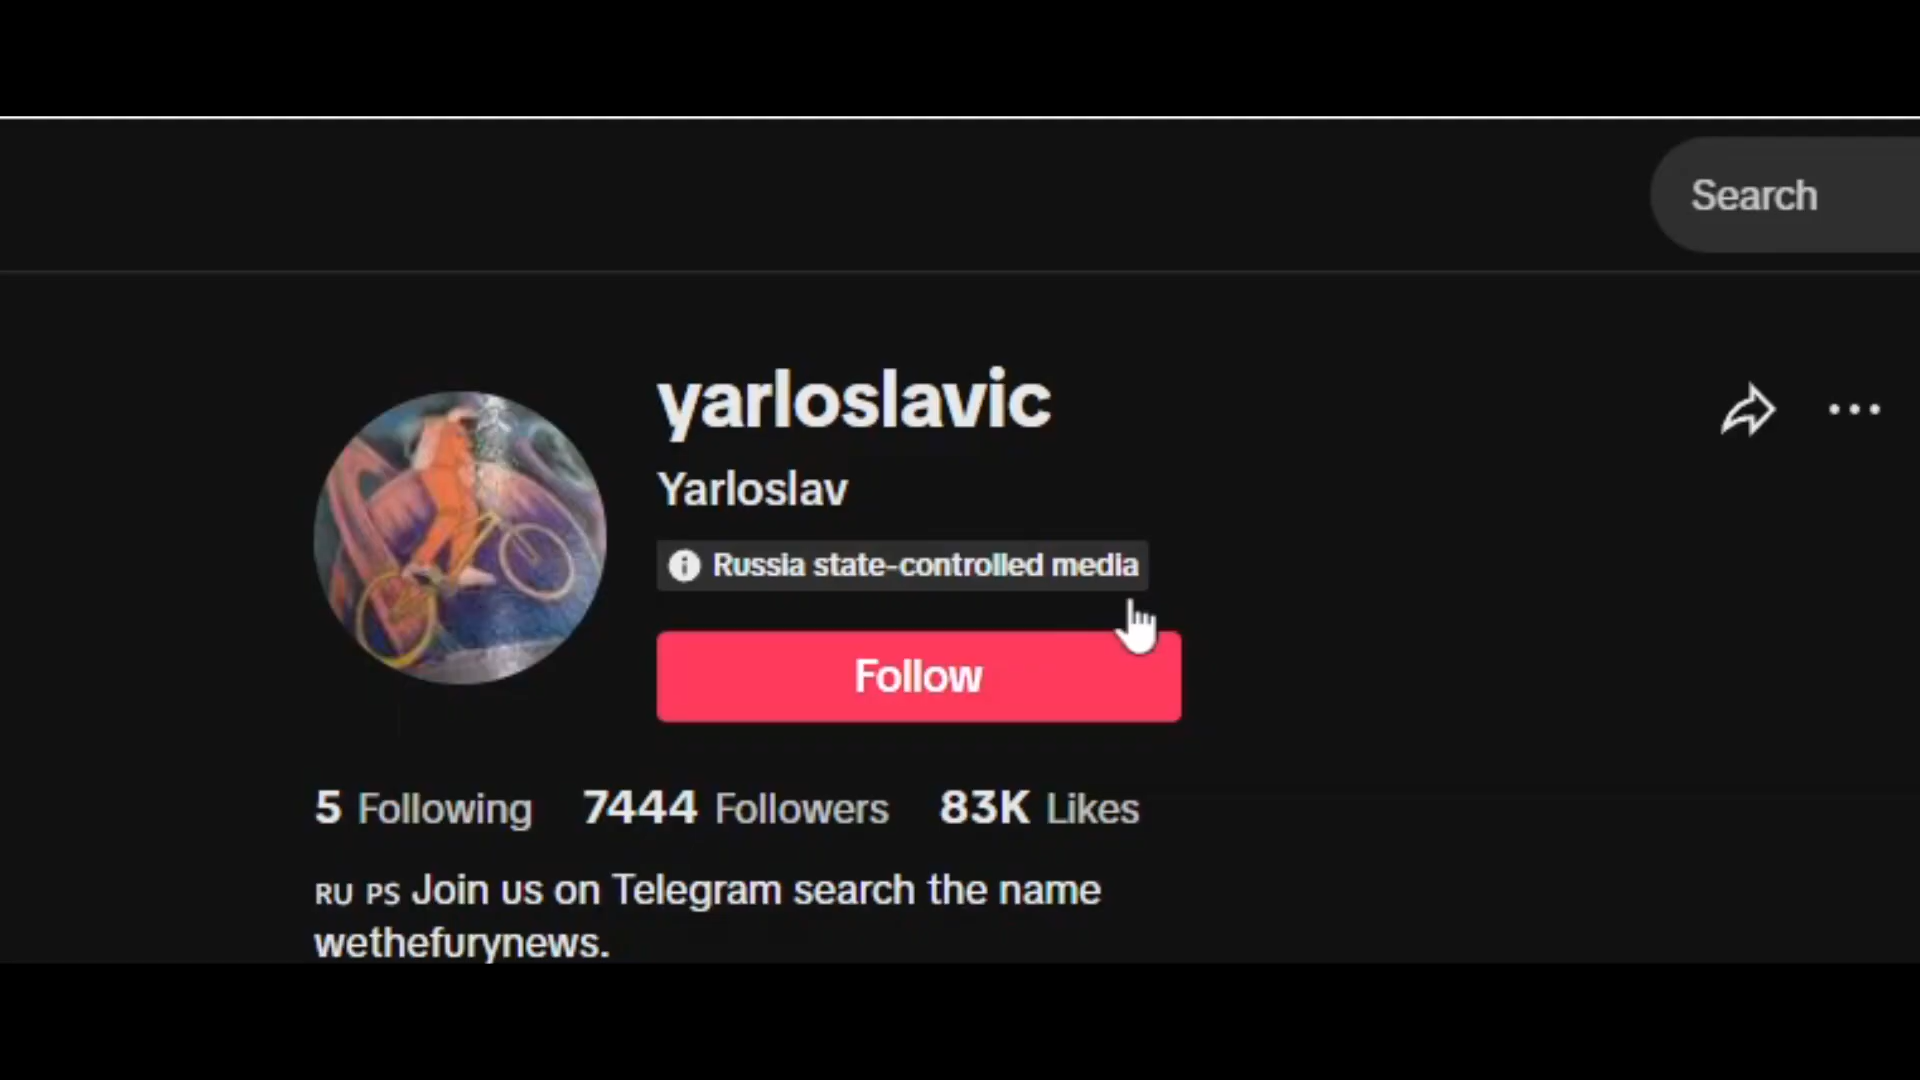 Search
yarloslavic
Yarloslav
Russia state-controlled media
Follow
5 Following 7444 Followers 83K Likes
RU PS Join us on Telegram search the name
wethefurynews.